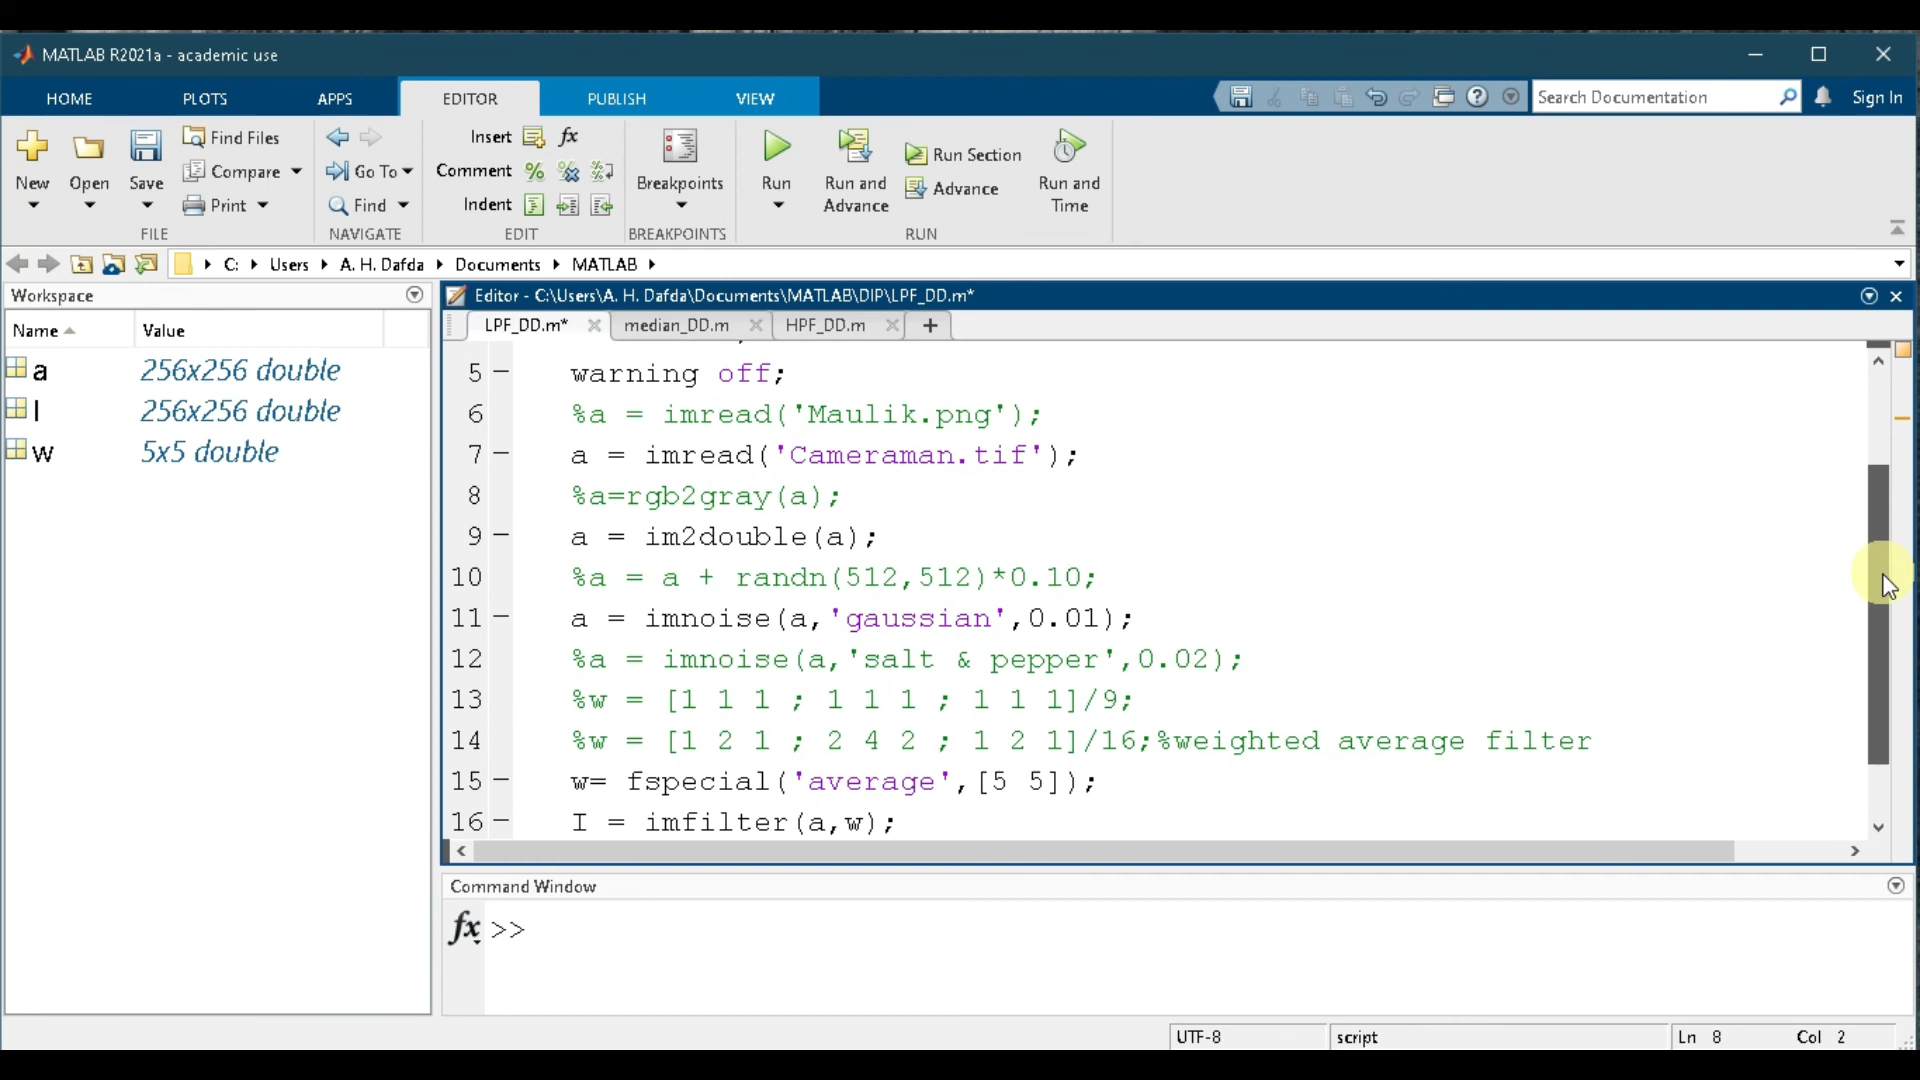 MATLAB R2021a - academic use
HOME PLOTS APPS EDITOR PUBLISH VIEW Search Documentation Sign In
New Open Save Find Files Compare Print FILE
Go To Find NAVIGATE
Insert fx Comment Indent EDIT
Breakpoints BREAKPOINTS
Run Run and Advance Run Section Advance Run and Time RUN
C: Users A. H. Dafda Documents MATLAB
Workspace
Name Value
a 256x256 double
I 256x256 double
w 5x5 double
Editor - C:\Users\A. H. Dafda\Documents\MATLAB\DIP\LPF_DD.m*
LPF_DD.m* median_DD.m HPF_DD.m +
5 warning off;
6 %a = imread('Maulik.png');
7 a = imread('Cameraman.tif');
8 %a=rgb2gray(a);
9 a = im2double(a);
10 %a = a + randn(512,512)*0.10;
11 a = imnoise(a,'gaussian',0.01);
12 %a = imnoise(a,'salt & pepper',0.02);
13 %w = [1 1 1 ; 1 1 1 ; 1 1 1]/9;
14 %w = [1 2 1 ; 2 4 2 ; 1 2 1]/16;%weighted average filter
15 w= fspecial('average',[5 5]);
16 I = imfilter(a,w);
Command Window
fx >>
UTF-8 script Ln 8 Col 2